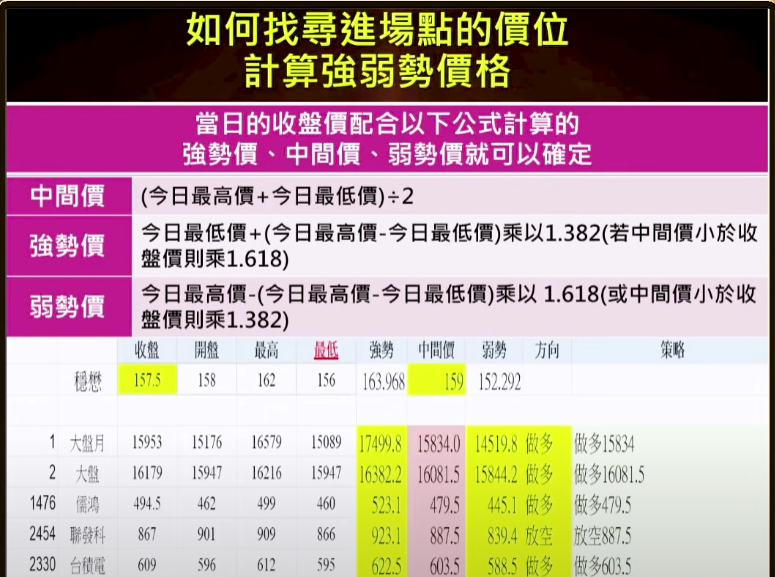 如何找尋進場點的價位
計算強弱勢價格
當日的收盤價配合以下公式計算的
強勢價、中間價、弱勢價就可以確定
中間價 (今日最高價+今日最低價)÷2
強勢價 今日最低價+(今日最高價-今日最低價)乘以1.382(若中間價小於收
盤價則乘1.618)
弱勢價 今日最高價-(今日最高價-今日最低價)乘以 1.618(或中間價小於收
盤價則乘1.382)
收盤 開盤 最高 最低 強勢 中間價 弱勢 方向 策略
穩懋 157.5 158 162 156 163.968 159 152.292
1 大盤月 15953 15176 16579 15089 17499.8 15834.0 14519.8 做多 做多15834
2 大盤 16179 15947 16216 15947 16382.2 16081.5 15844.2 做多 做多16081.5
1476 儒鴻 494.5 462 499 460 523.1 479.5 445.1 做多 做多479.5
2454 聯發科 867 901 909 866 923.1 887.5 839.4 放空 放空887.5
2330 台積電 609 596 612 595 622.5 603.5 588.5 做多 做多603.5